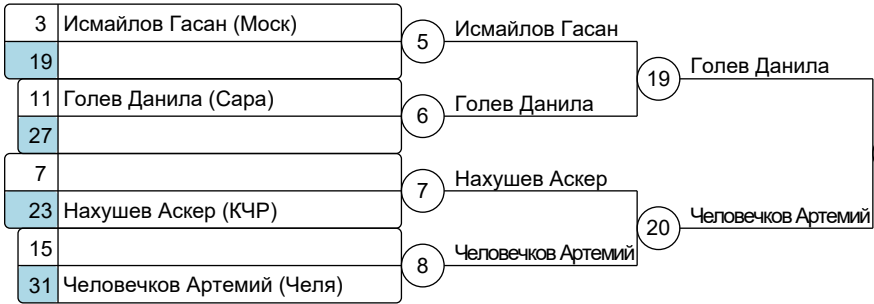 3 Исмайлов Гасан (Моск)
19
5 Исмайлов Гасан
11 Голев Данила (Сара)
27
6 Голев Данила
19 Голев Данила
7
23 Нахушев Аскер (КЧР)
7 Нахушев Аскер
15
31 Человечков Артемий (Челя)
8 Человечков Артемий
20 Человечков Артемий